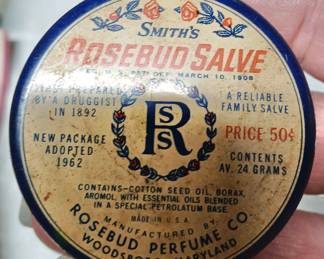 SMITH'S
ROSEBUD SALVE
REG. U. S. PAT. OFF. MARCH 10, 1908
FIRST PREPARED
BY A DRUGGIST
IN 1892
A RELIABLE
FAMILY SALVE
RSS
NEW PACKAGE
ADOPTED
1962
PRICE 50¢
CONTENTS
AV. 24 GRAMS
CONTAINS-COTTON SEED OIL, BORAX,
AROMOL, WITH ESSENTIAL OILS BLENDED
IN A SPECIAL PETROLATUM BASE
MADE IN U.S.A.
MANUFACTURED BY
ROSEBUD PERFUME CO.
WOODSBORO, MARYLAND